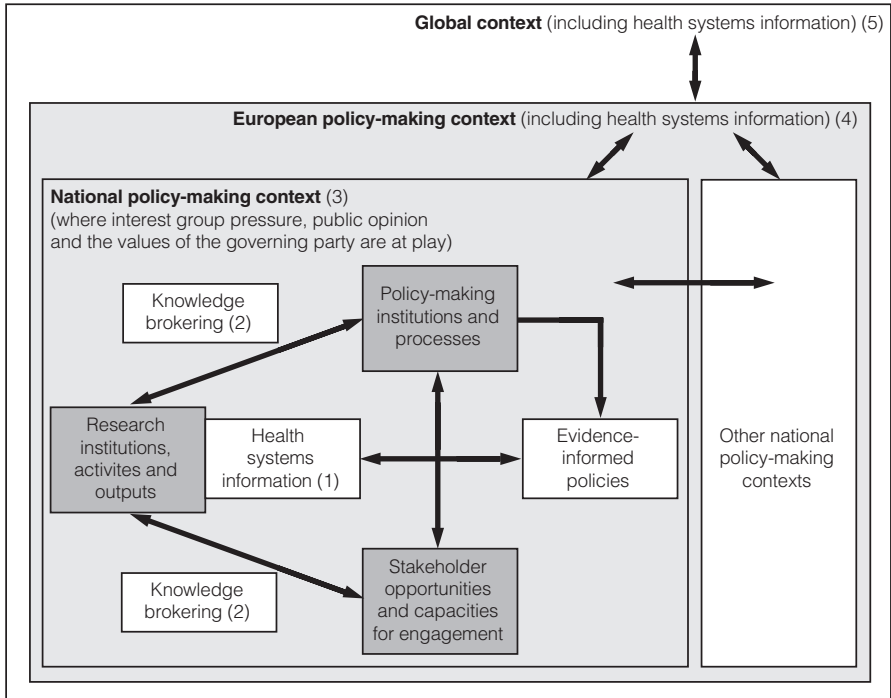 Global context (including health systems information) (5)
European policy-making context (including health systems information) (4)
National policy-making context (3)
(where interest group pressure, public opinion
and the values of the governing party are at play)
Knowledge
brokering (2)
Policy-making
institutions and
processes
Research
institutions,
activites and
outputs
Health
systems
information (1)
Evidence-
informed
policies
Other national
policy-making
contexts
Knowledge
brokering (2)
Stakeholder
opportunities
and capacities
for engagement